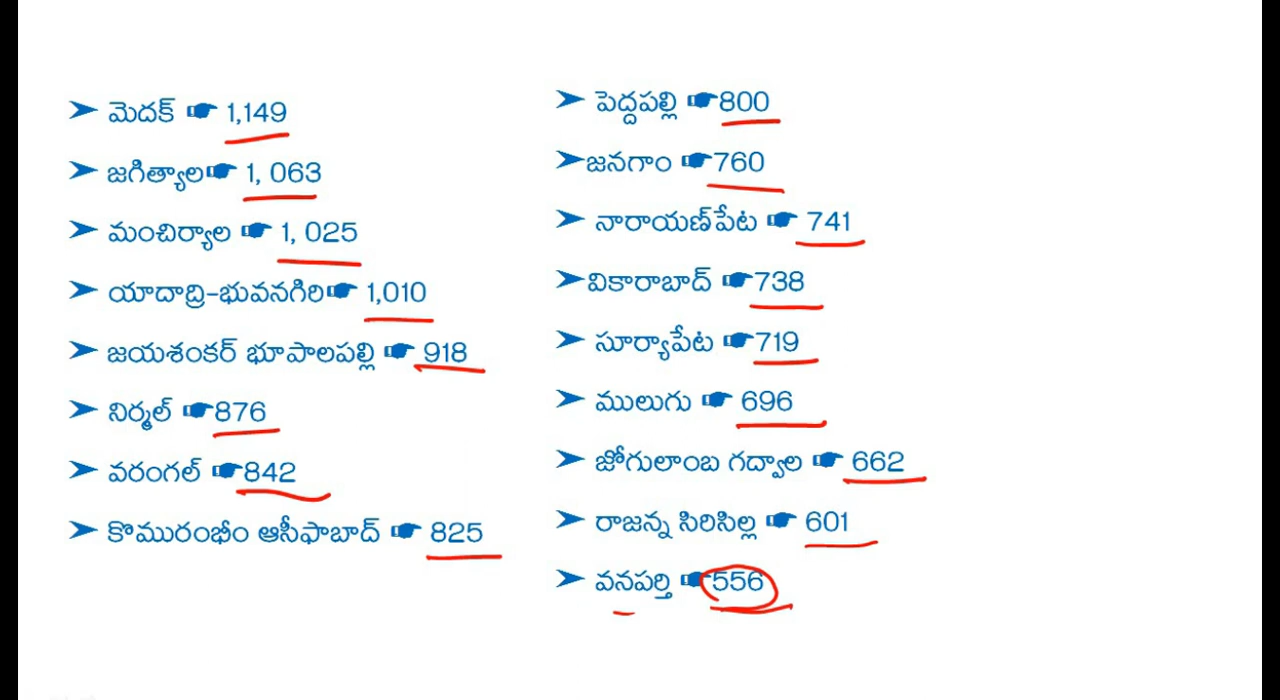 ➤ మెదక్ ☛ 1,149
➤ జగిత్యాల☛ 1, 063
➤ మంచిర్యాల ☛ 1, 025
➤ యాదాద్రి-భువనగిరి☛ 1,010
➤ జయశంకర్ భూపాలపల్లి ☛ 918
➤ నిర్మల్ ☛876
➤ వరంగల్ ☛842
➤ కొమురంభీం ఆసీఫాబాద్ ☛ 825
➤ పెద్దపల్లి ☛800
➤జనగాం ☛760
➤ నారాయణ్‌పేట ☛ 741
➤వికారాబాద్ ☛738
➤ సూర్యాపేట ☛719
➤ ములుగు ☛ 696
➤ జోగులాంబ గద్వాల ☛ 662
➤ రాజన్న సిరిసిల్ల ☛ 601
➤ వనపర్తి ☛556